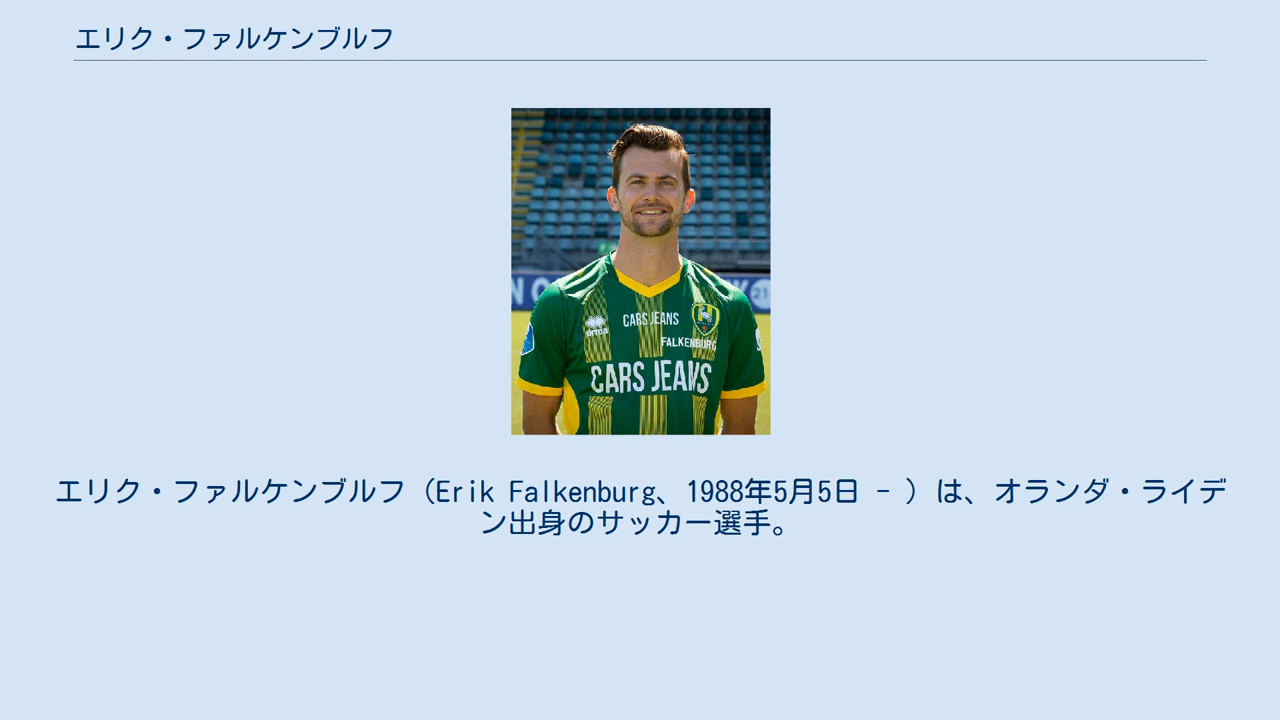 エリク・ファルケンブルフ
N O
K
21
CARS JEANS
errea
FALKENBURG
CARS JEANS
エリク・ファルケンブルフ（Erik Falkenburg、1988年5月5日 - ）は、オランダ・ライデ
ン出身のサッカー選手。